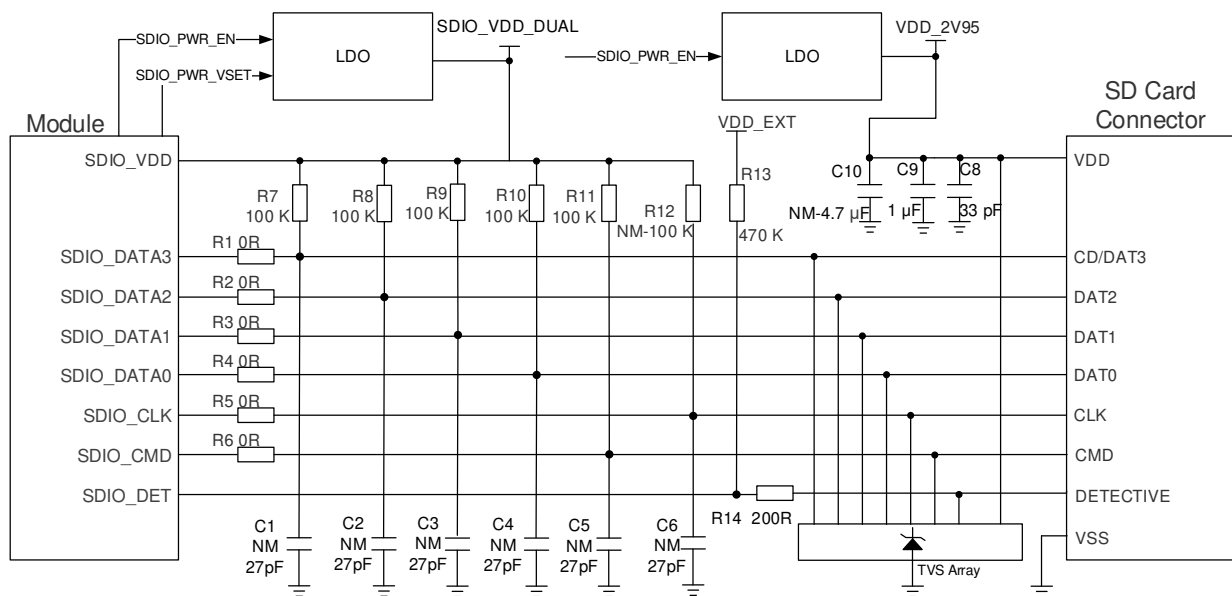 SDIO_VDD_DUAL
VDD_2V95
SDIO_PWR_EN
LDO
SDIO_PWR_EN
LDO
SDIO_PWR_VSET
Module
SD Card
Connector
VDD_EXT
SDIO_VDD
VDD
R7
100 K
R8
100 K
R9
100 K
R10
100 K
R11
100 K
R12
NM-100 K
R13
470 K
C10
NM-4.7 µF
C9
1 µF
C8
33 pF
SDIO_DATA3
R1 0R
CD/DAT3
SDIO_DATA2
R2 0R
DAT2
SDIO_DATA1
R3 0R
DAT1
SDIO_DATA0
R4 0R
DAT0
SDIO_CLK
R5 0R
CLK
SDIO_CMD
R6 0R
CMD
SDIO_DET
R14
200R
DETECTIVE
C1
NM
27pF
C2
NM
27pF
C3
NM
27pF
C4
NM
27pF
C5
NM
27pF
C6
NM
27pF
VSS
TVS Array